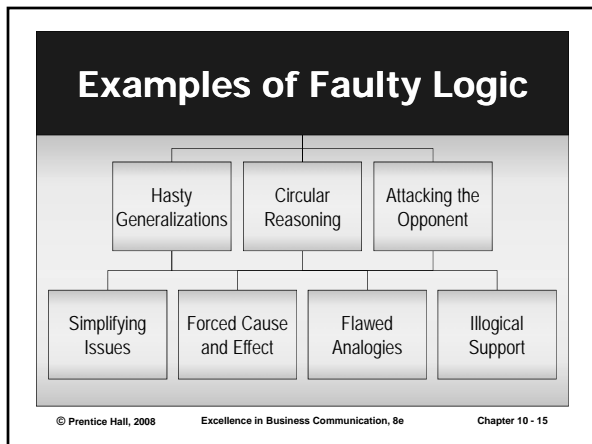 Examples of Faulty Logic
Hasty
Generalizations
Circular
Reasoning
Attacking the
Opponent
Simplifying
Issues
Forced Cause
and Effect
Flawed
Analogies
Illogical
Support
© Prentice Hall, 2008 Excellence in Business Communication, 8e Chapter 10 - 15